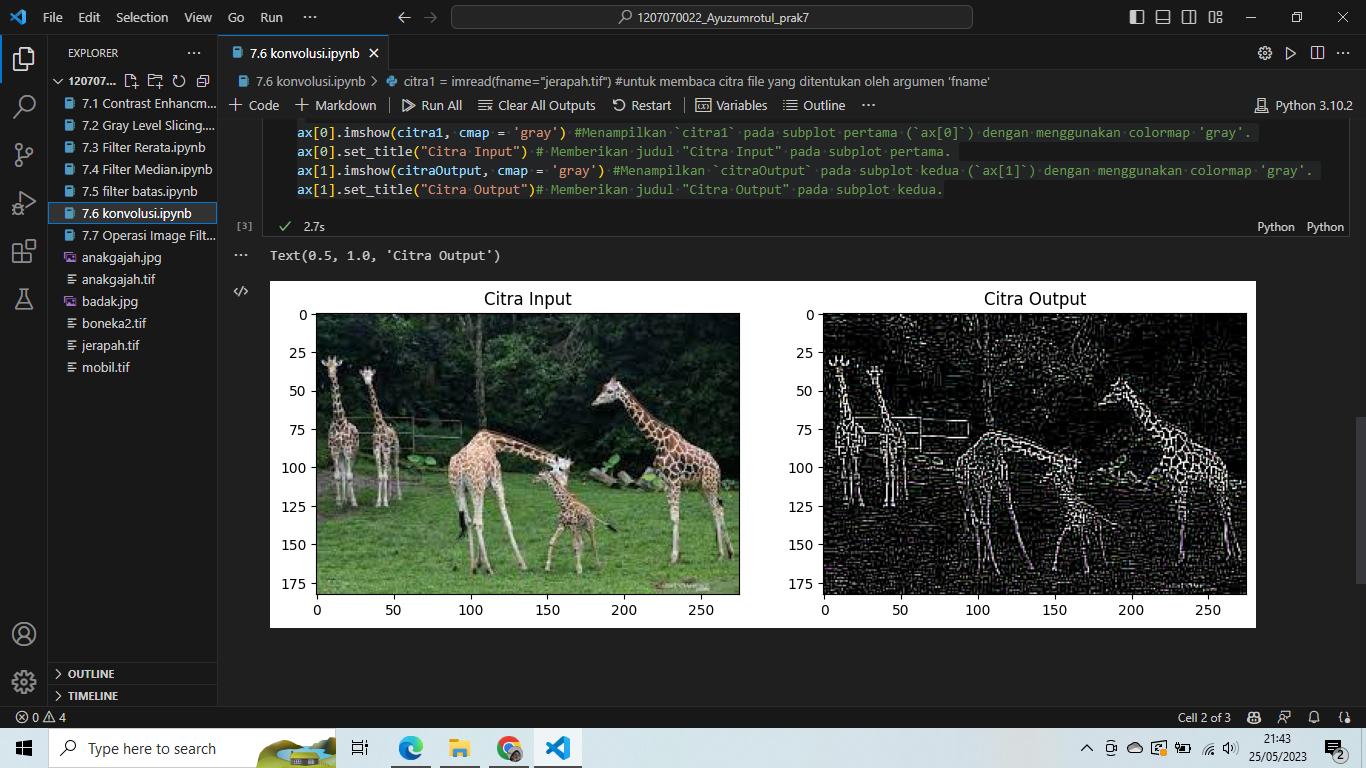 File Edit Selection View Go Run ···
1207070022_Ayuzumrotul_prak7
EXPLORER ···
120707...
7.1 Contrast Enhancm...
7.2 Gray Level Slicing....
7.3 Filter Rerata.ipynb
7.4 Filter Median.ipynb
7.5 filter batas.ipynb
7.6 konvolusi.ipynb
7.7 Operasi Image Filt...
anakgajah.jpg
anakgajah.tif
badak.jpg
boneka2.tif
jerapah.tif
mobil.tif
OUTLINE
TIMELINE
7.6 konvolusi.ipynb
7.6 konvolusi.ipynb > citra1 = imread(fname="jerapah.tif") #untuk membaca citra file yang ditentukan oleh argumen 'fname'
+ Code + Markdown | Run All Clear All Outputs Restart | Variables Outline ···
Python 3.10.2
ax[0].imshow(citra1, cmap = 'gray') #Menampilkan `citra1` pada subplot pertama (`ax[0]`) dengan menggunakan colormap 'gray'.
ax[0].set_title("Citra Input") # Memberikan judul "Citra Input" pada subplot pertama.
ax[1].imshow(citraOutput, cmap = 'gray') #Menampilkan `citraOutput` pada subplot kedua (`ax[1]`) dengan menggunakan colormap 'gray'.
ax[1].set_title("Citra Output")# Memberikan judul "Citra Output" pada subplot kedua.
[3] 2.7s
Python Python
Text(0.5, 1.0, 'Citra Output')
Citra Input
0
25
50
75
100
125
150
175
0 50 100 150 200 250
Citra Output
0
25
50
75
100
125
150
175
0 50 100 150 200 250
0 4
Cell 2 of 3
Type here to search
21:43
25/05/2023
2